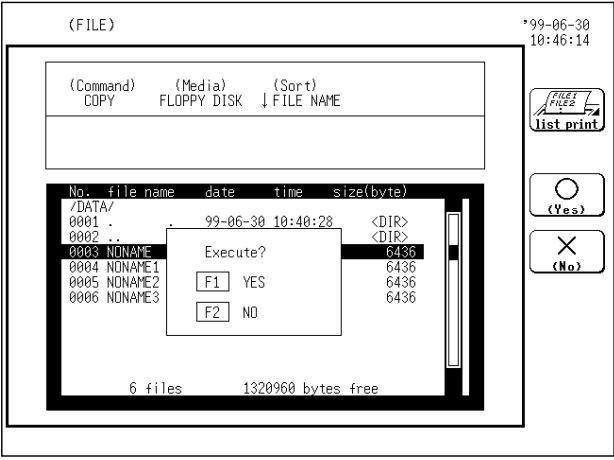 (FILE)
'99-06-30
10:46:14
(Command) (Media) (Sort)
COPY FLOPPY DISK ↓FILE NAME
FILE1
FILE2
list print
No. file name date time size(byte)
/DATA/
0001 . . 99-06-30 10:40:28 <DIR>
0002 .. <DIR>
0003 NONAME 6436
0004 NONAME1 6436
0005 NONAME2 6436
0006 NONAME3 6436
Execute?
F1 YES
F2 NO
6 files 1320960 bytes free
(Yes)
(No)